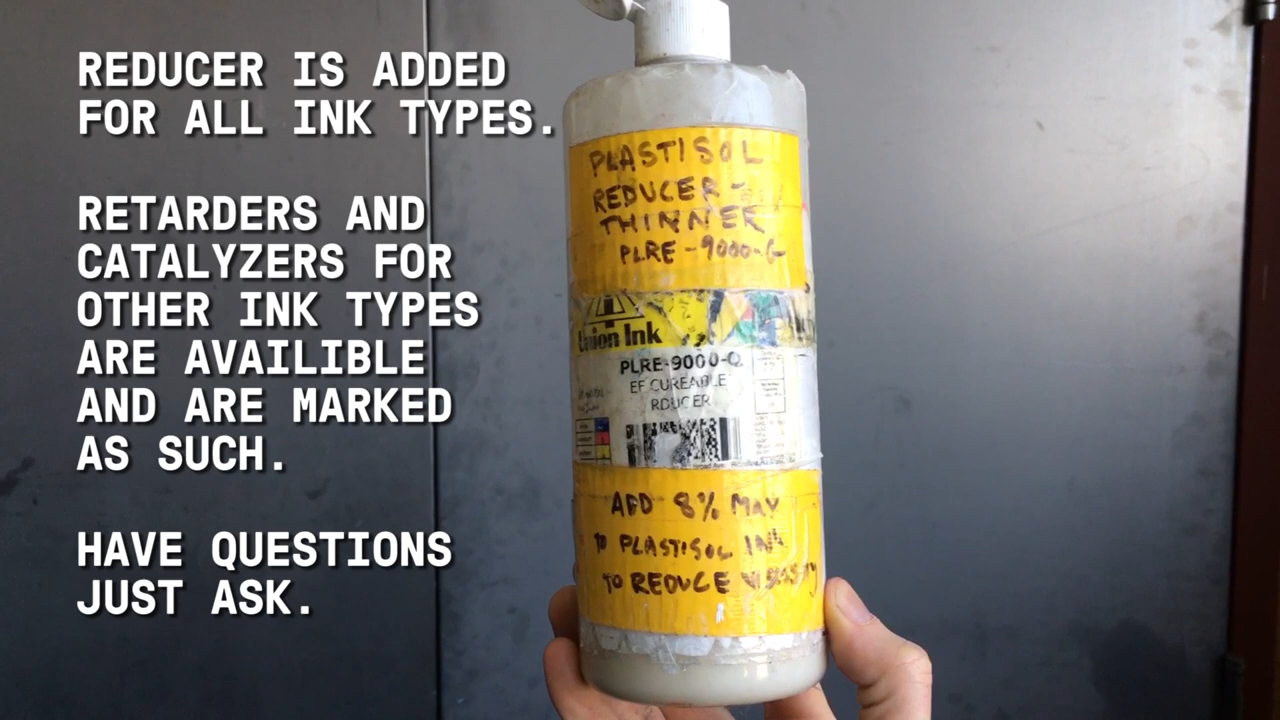 REDUCER IS ADDED
FOR ALL INK TYPES.
RETARDERS AND
CATALYZERS FOR
OTHER INK TYPES
ARE AVAILIBLE
AND ARE MARKED
AS SUCH.
HAVE QUESTIONS
JUST ASK.
PLASTISOL
REDUCER-
THINNER
PLRE-9000-G
Union Ink
PLRE-9000-Q
EF CUREABLE
RDUCER
ADD 8% MAX
TO PLASTISOL INK
TO REDUCE VISCOSITY